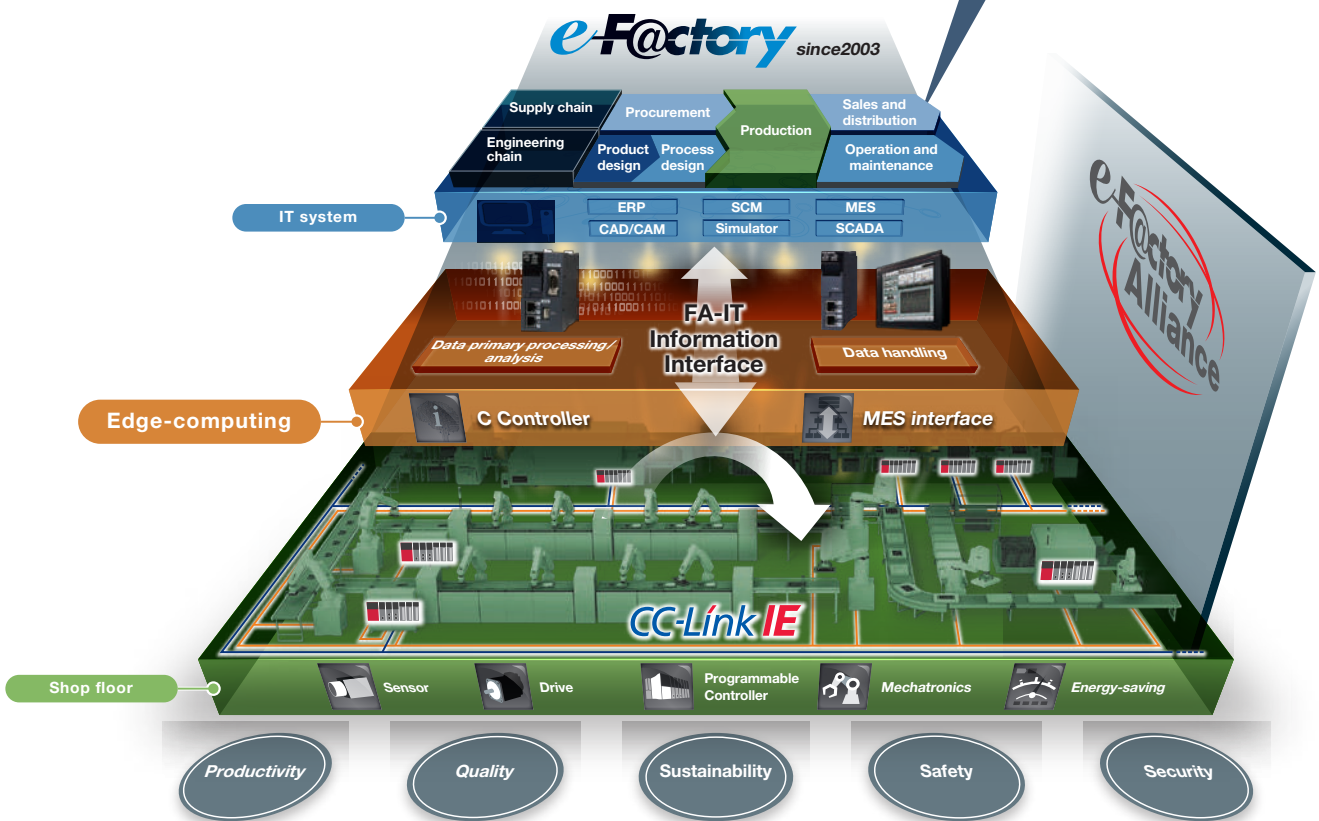 e-F@ctory since2003
Supply chain
Procurement
Production
Sales and
distribution
Engineering
chain
Product
design
Process
design
Operation and
maintenance
IT system
ERP
SCM
MES
CAD/CAM
Simulator
SCADA
e-F@ctory
Alliance
FA-IT
Information
Interface
Data primary processing/
analysis
Data handling
Edge-computing
C Controller
MES interface
CC-Link IE
Shop floor
Sensor
Drive
Programmable
Controller
Mechatronics
Energy-saving
Productivity
Quality
Sustainability
Safety
Security